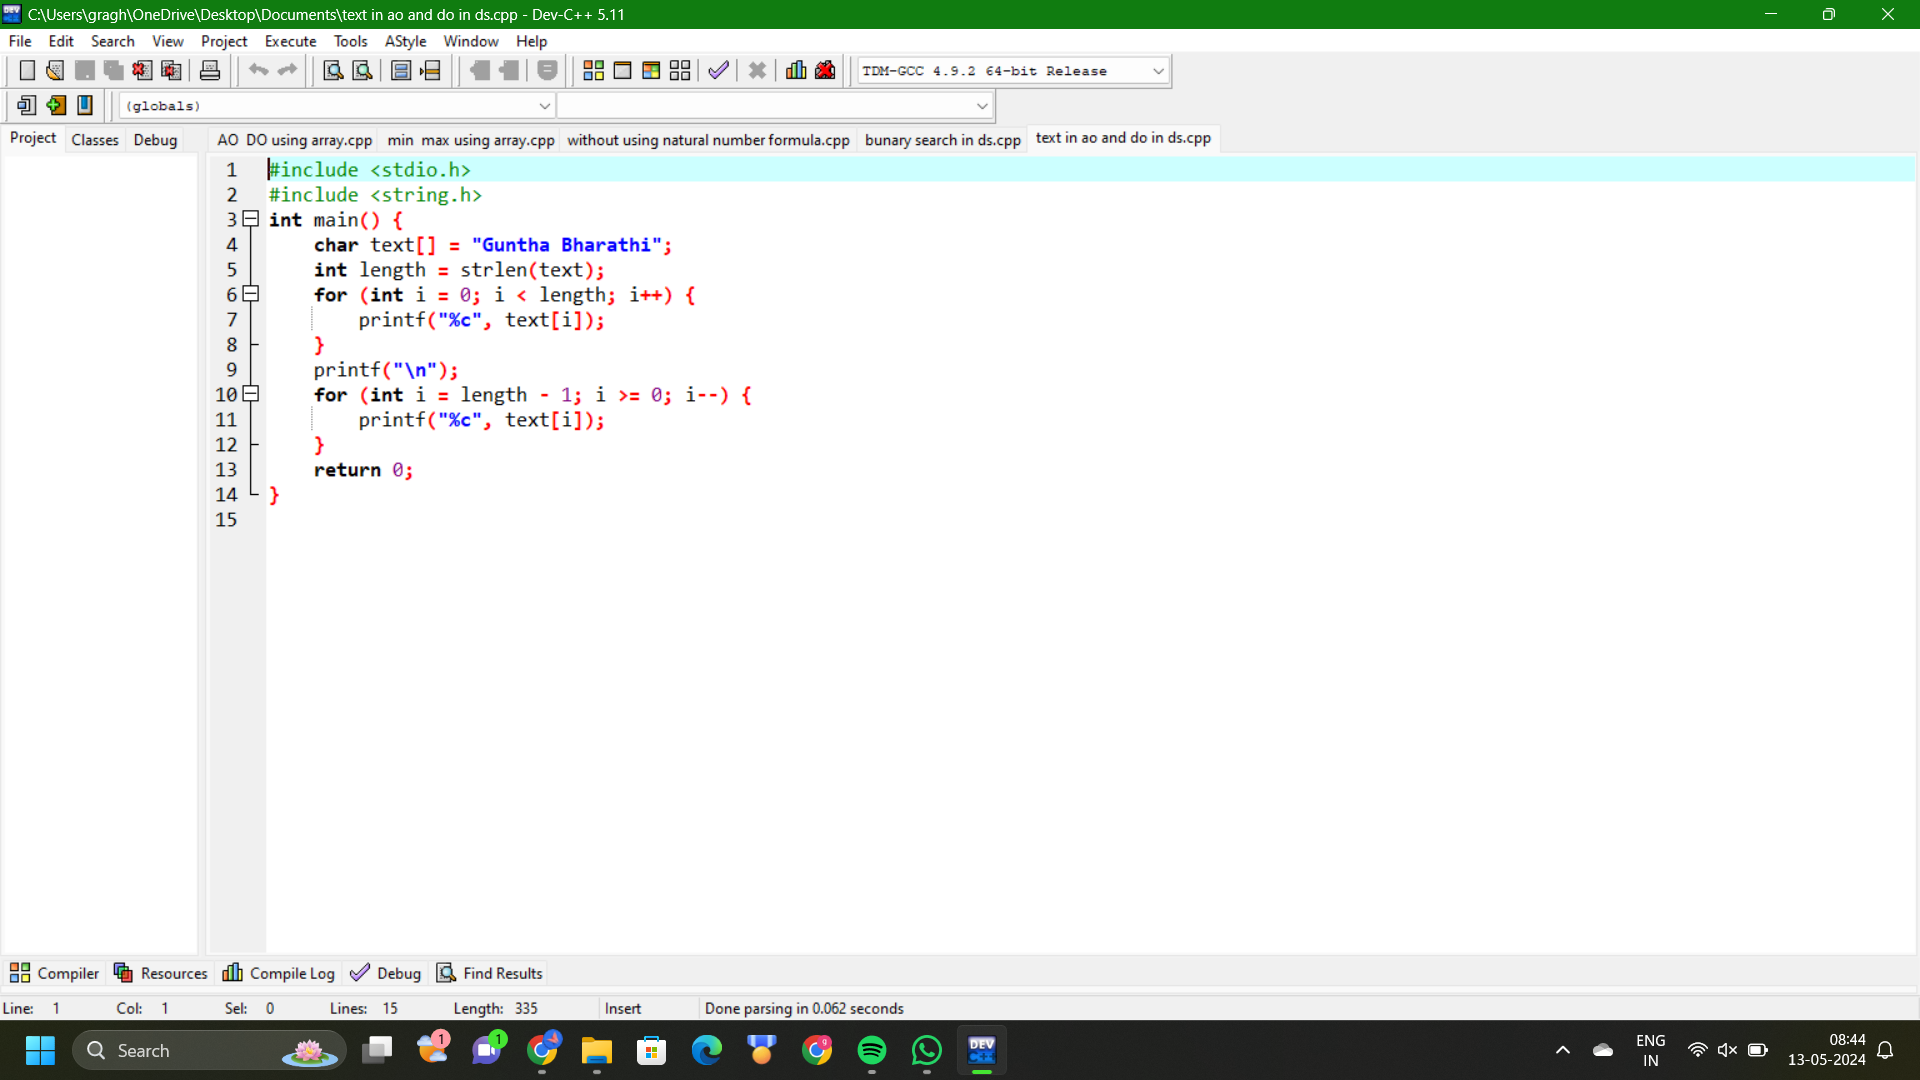 C:\Users\gragh\OneDrive\Desktop\Documents\text in ao and do in ds.cpp - Dev-C++ 5.11
File Edit Search View Project Execute Tools AStyle Window Help
TDM-GCC 4.9.2 64-bit Release
(globals)
Project Classes Debug
AO DO using array.cpp min max using array.cpp without using natural number formula.cpp bunary search in ds.cpp text in ao and do in ds.cpp
1 #include <stdio.h>
2 #include <string.h>
3 int main() {
4 char text[] = "Guntha Bharathi";
5 int length = strlen(text);
6 for (int i = 0; i < length; i++) {
7 printf("%c", text[i]);
8 }
9 printf("\n");
10 for (int i = length - 1; i >= 0; i--) {
11 printf("%c", text[i]);
12 }
13 return 0;
14 }
15
Compiler Resources Compile Log Debug Find Results
Line: 1 Col: 1 Sel: 0 Lines: 15 Length: 335 Insert Done parsing in 0.062 seconds
Search 1 1 9 DEV C++ ENG IN 08:44 13-05-2024